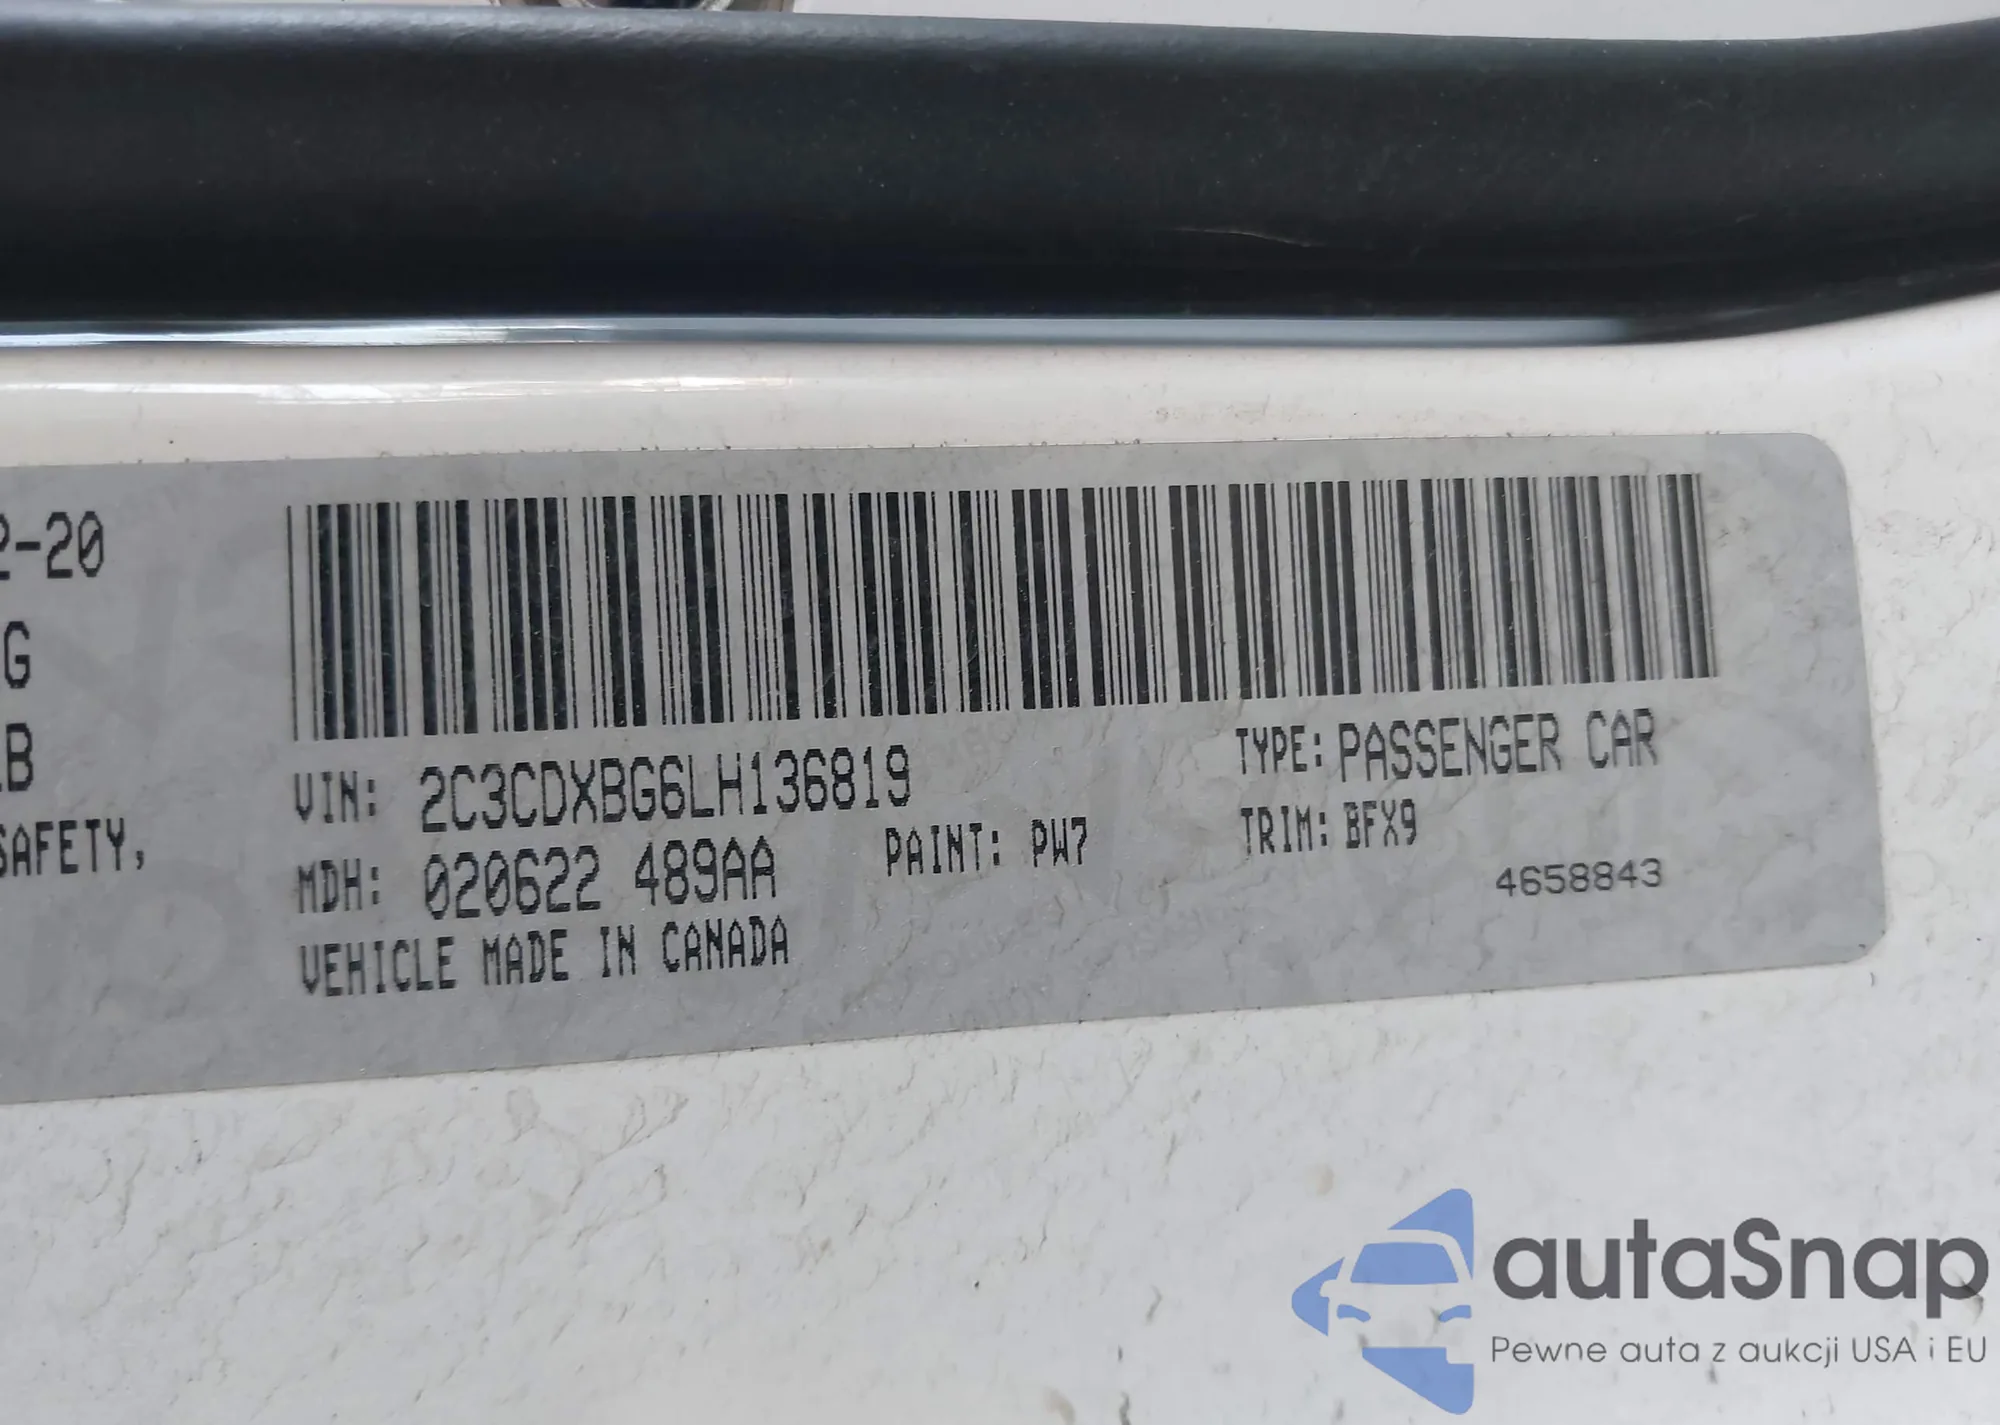 2-20
G
B
SAFETY,
VIN: 2C3CDXBG6LH136819
TYPE: PASSENGER CAR
MDH: 020622 489AA
PAINT: PW7
TRIM: BFX9
4658843
VEHICLE MADE IN CANADA
autaSnap
Pewne auta z aukcji USA i EU